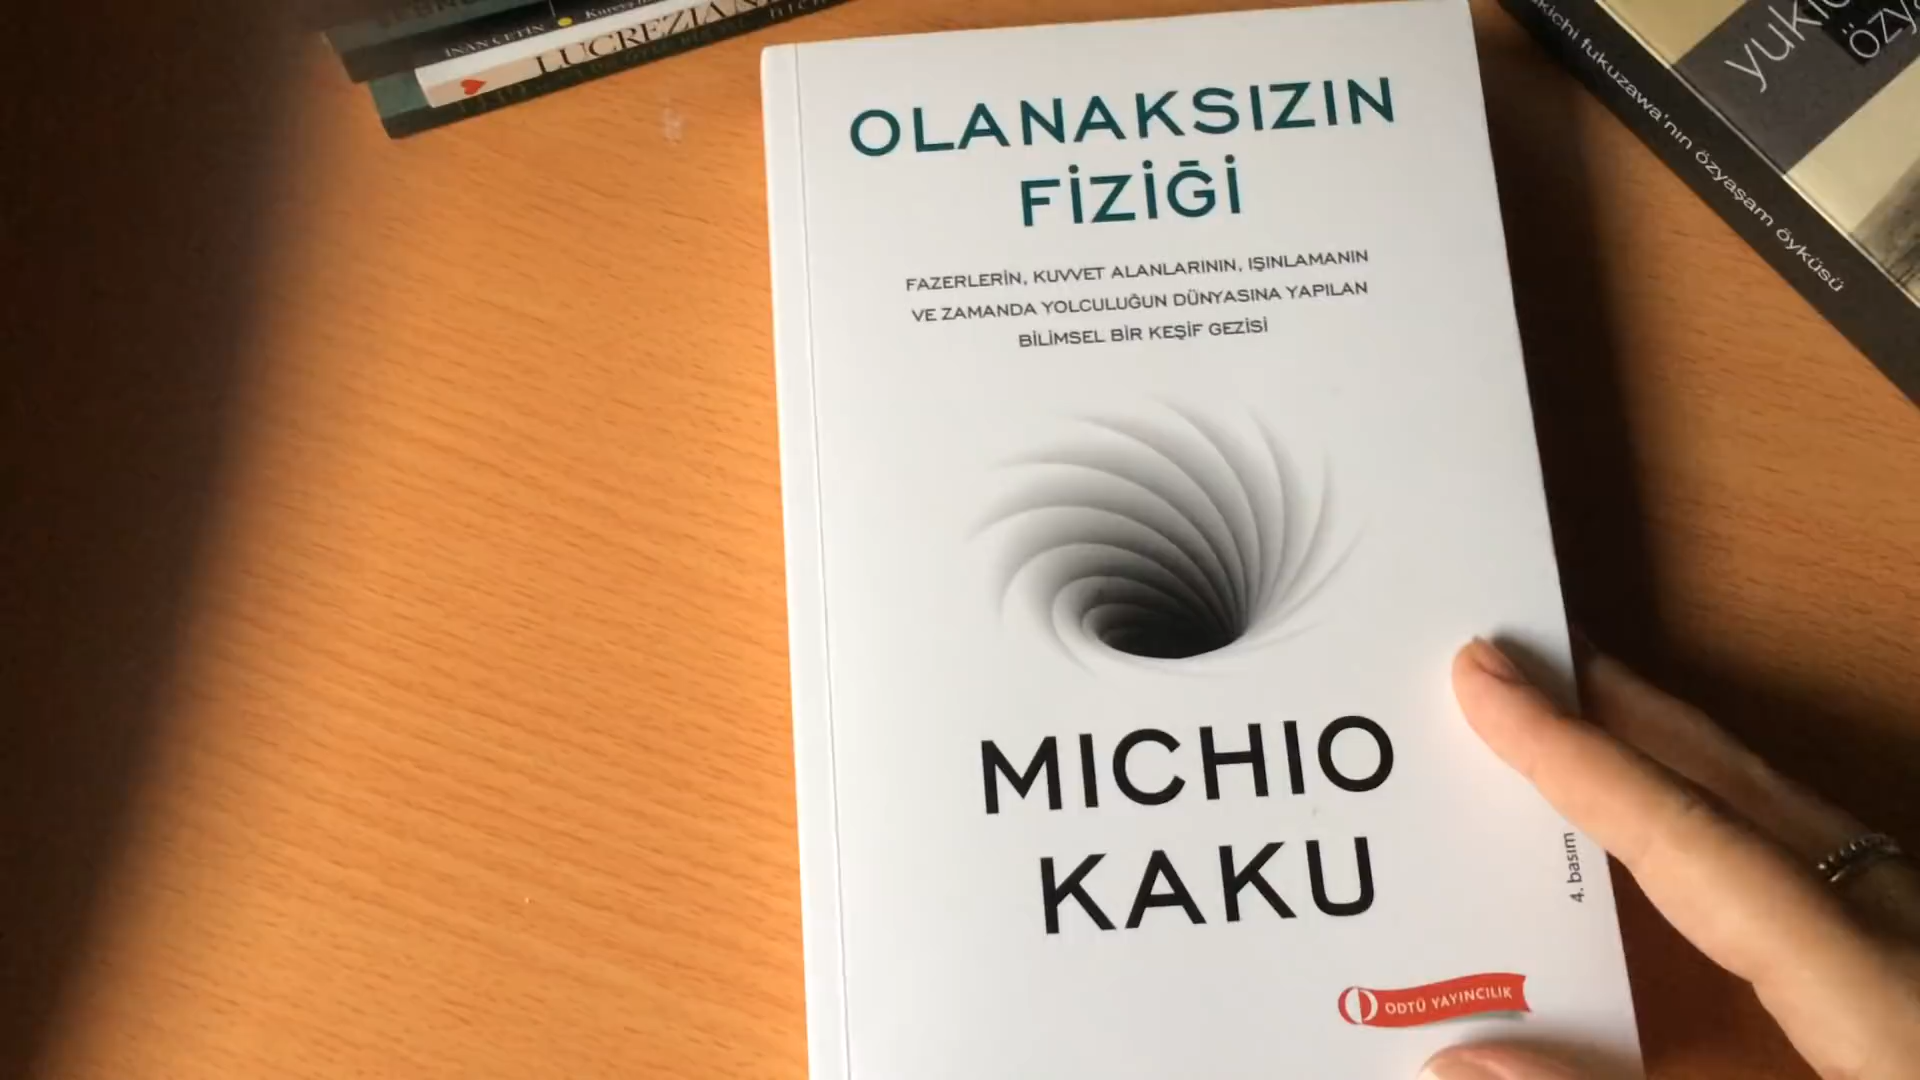 İNAN ÇETİN
LUCREZIA
OLANAKSIZIN
FİZİĞİ
FAZERLERİN, KUVVET ALANLARININ, IŞINLAMANIN
VE ZAMANDA YOLCULUĞUN DÜNYASINA YAPILAN
BİLİMSEL BİR KEŞİF GEZİSİ
MICHIO
KAKU
4. basım
ODTÜ YAYINCILIK
fukuzawa'nın özyaşam öyküsü